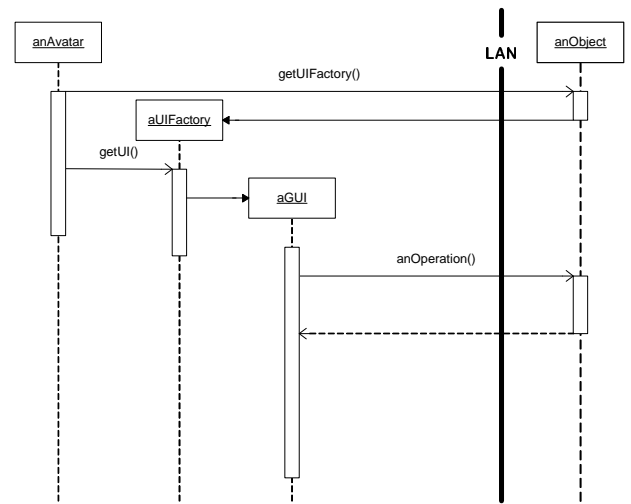 anAvatar
anObject
LAN
getUIFactory()
aUIFactory
getUI()
aGUI
anOperation()